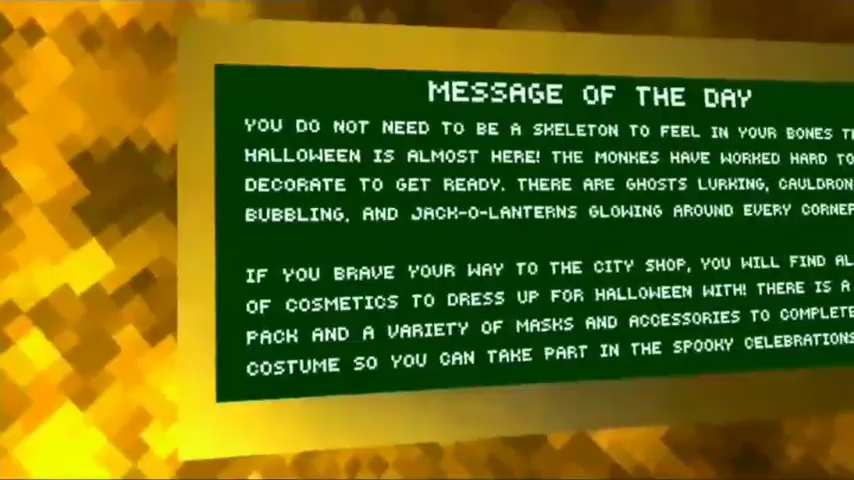 MESSAGE OF THE DAY
YOU DO NOT NEED TO BE A SKELETON TO FEEL IN YOUR BONES
HALLOWEEN IS ALMOST HERE! THE MONKES HAVE WORKED HARD TO
DECORATE TO GET READY. THERE ARE GHOSTS LURKING, CAULDRON
BUBBLING, AND JACK-O-LANTERNS GLOWING AROUND EVERY CORNER
IF YOU BRAVE YOUR WAY TO THE CITY SHOP, YOU WILL FIND
OF COSMETICS TO DRESS UP FOR HALLOWEEN WITH! THERE IS A
PACK AND A VARIETY OF MASKS AND ACCESSORIES TO COMPLETE
COSTUME SO YOU CAN TAKE PART IN THE SPOOKY CELEBRATIONS